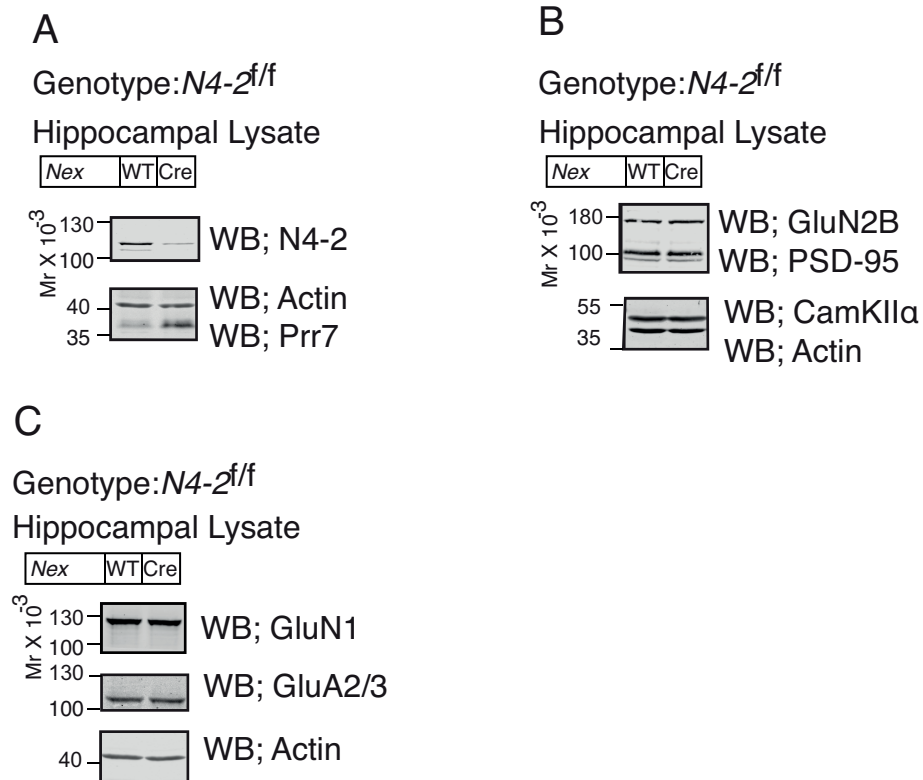 A
Genotype:N4-2f/f
Hippocampal Lysate
Nex WT Cre
Mr X 10-3
130
100
WB; N4-2
40
35
WB; Actin
WB; Prr7
B
Genotype:N4-2f/f
Hippocampal Lysate
Nex WT Cre
Mr X 10-3
180
100
WB; GluN2B
WB; PSD-95
55
35
WB; CamKIIα
WB; Actin
C
Genotype:N4-2f/f
Hippocampal Lysate
Nex WT Cre
Mr X 10-3
130
100
WB; GluN1
130
100
WB; GluA2/3
40
WB; Actin